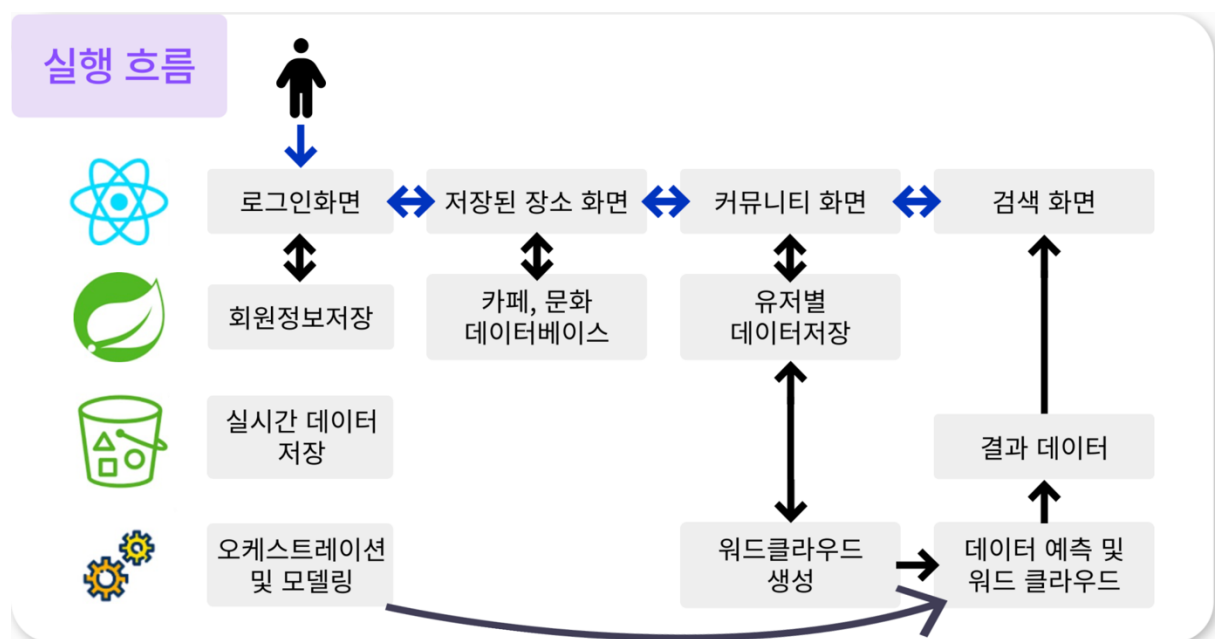 실행 흐름
로그인화면
저장된 장소 화면
커뮤니티 화면
검색 화면
회원정보저장
카페, 문화
데이터베이스
유저별
데이터저장
실시간 데이터
저장
결과 데이터
오케스트레이션
및 모델링
워드클라우드
생성
데이터 예측 및
워드 클라우드